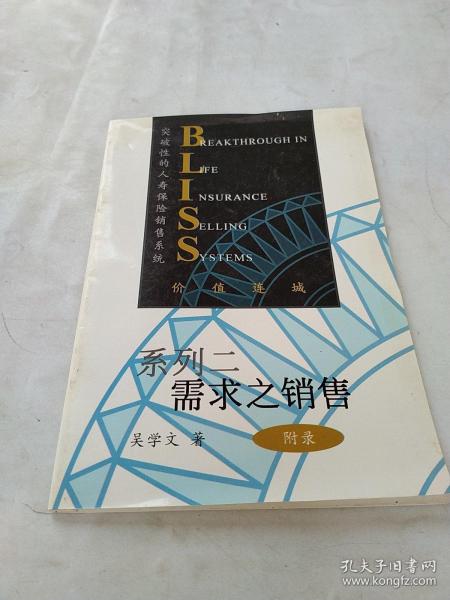 突破性的人寿保险销售系统
BREAKTHROUGH IN
LIFE
INSURANCE
SELLING
SYSTEMS
价值连城
系列二
需求之销售
吴学文 著
附录
孔夫子旧书网
www.kongfz.com